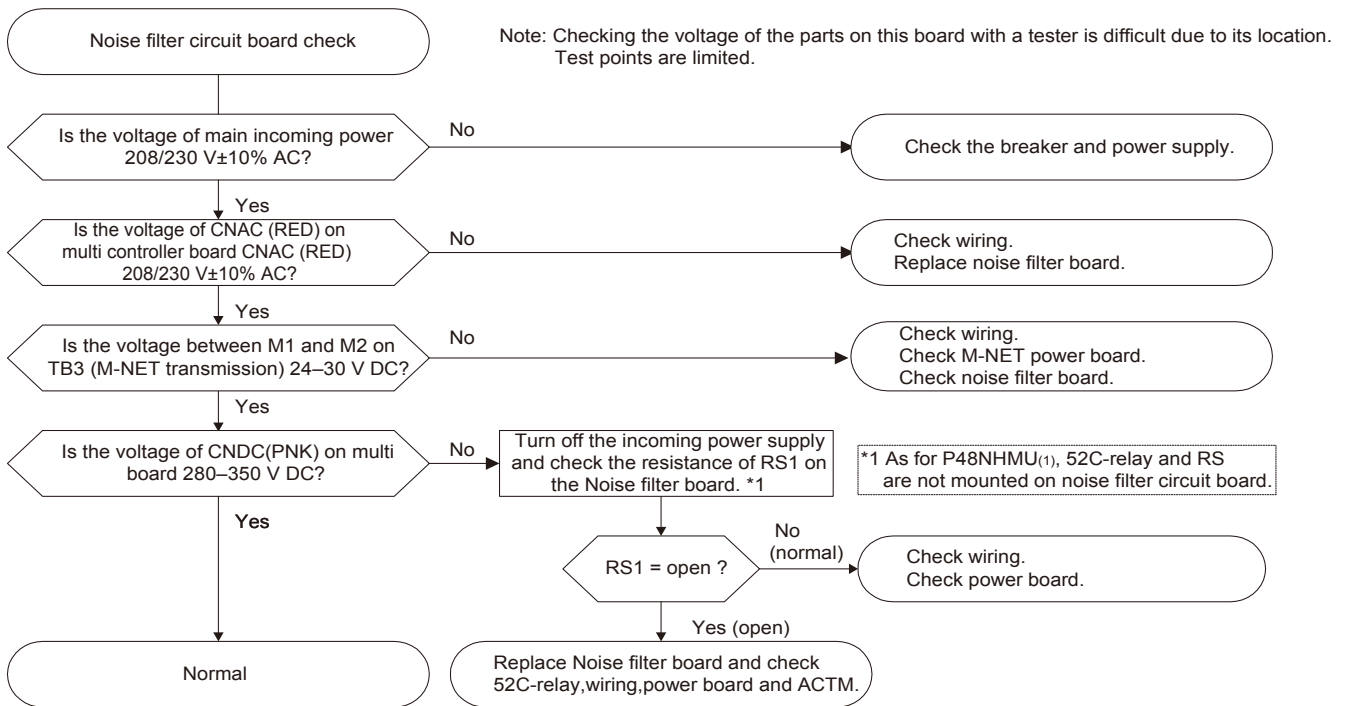 Noise filter circuit board check
Note: Checking the voltage of the parts on this board with a tester is difficult due to its location.
Test points are limited.
Is the voltage of main incoming power
208/230 V±10% AC?
No
Check the breaker and power supply.
Yes
Is the voltage of CNAC (RED) on
multi controller board CNAC (RED)
208/230 V±10% AC?
No
Check wiring.
Replace noise filter board.
Yes
Is the voltage between M1 and M2 on
TB3 (M-NET transmission) 24–30 V DC?
No
Check wiring.
Check M-NET power board.
Check noise filter board.
Yes
Is the voltage of CNDC(PNK) on multi
board 280–350 V DC?
No
Turn off the incoming power supply
and check the resistance of RS1 on
the Noise filter board. *1
*1 As for P48NHMU(1), 52C-relay and RS
are not mounted on noise filter circuit board.
Yes
RS1 = open ?
No
(normal)
Check wiring.
Check power board.
Yes (open)
Normal
Replace Noise filter board and check
52C-relay,wiring,power board and ACTM.